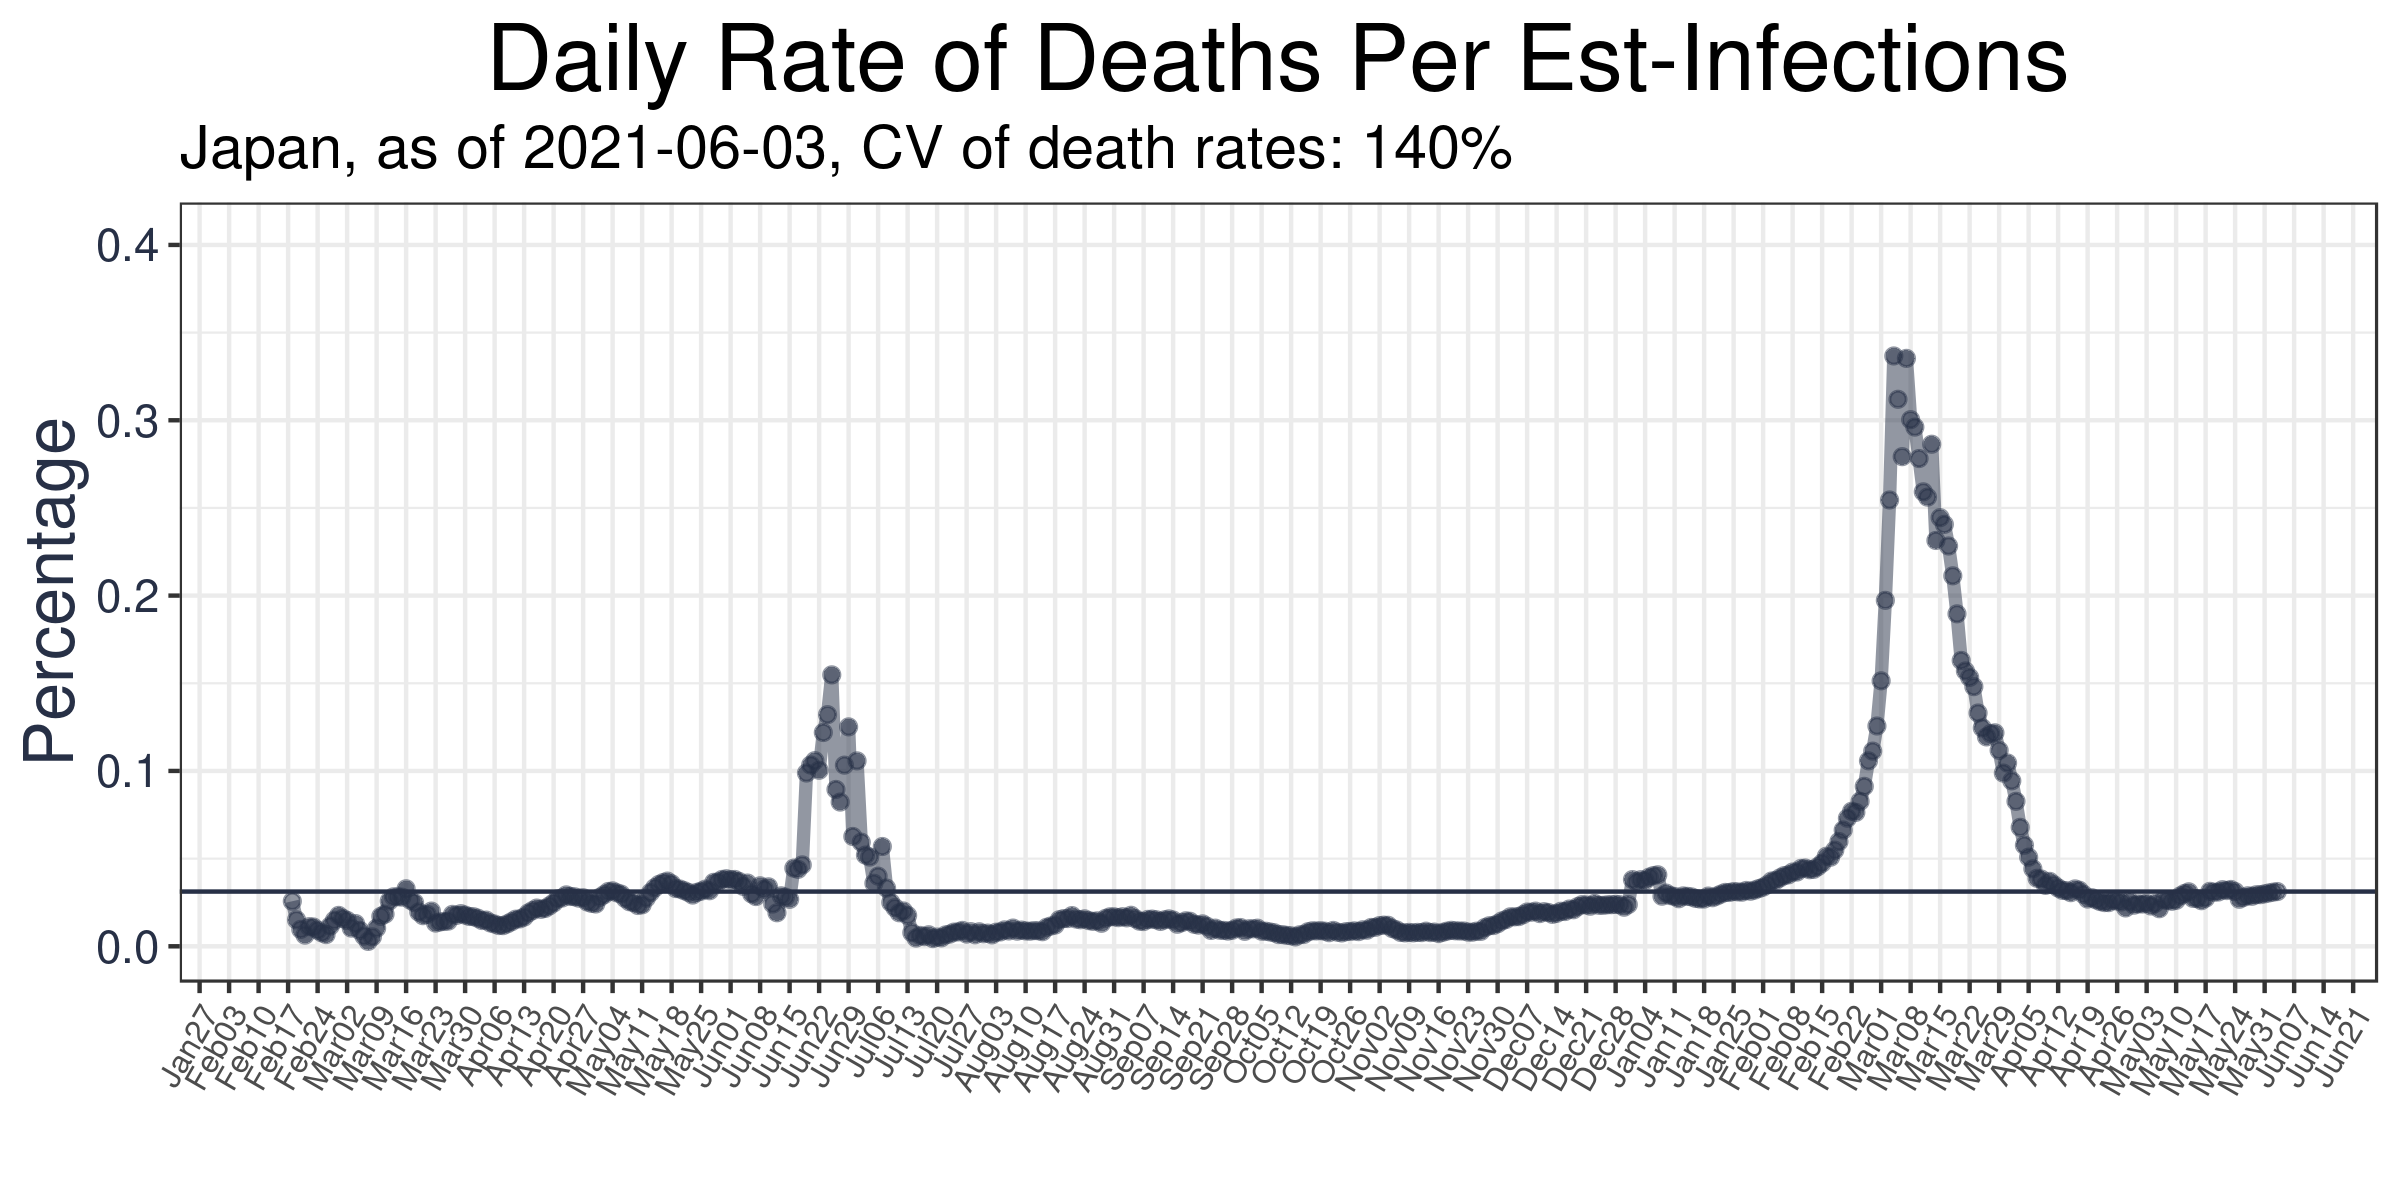 Daily Rate of Deaths Per Est-Infections
Japan, as of 2021-06-03, CV of death rates: 140%
Percentage
0.4
0.3
0.2
0.1
0.0
Jan27
Feb03
Feb10
Feb17
Feb24
Mar02
Mar09
Mar16
Mar23
Mar30
Apr06
Apr13
Apr20
Apr27
May04
May11
May18
May25
Jun01
Jun08
Jun15
Jun22
Jun29
Jul06
Jul13
Jul20
Jul27
Aug03
Aug10
Aug17
Aug24
Aug31
Sep07
Sep14
Sep21
Sep28
Oct05
Oct12
Oct19
Oct26
Nov02
Nov09
Nov16
Nov23
Nov30
Dec07
Dec14
Dec21
Dec28
Jan04
Jan11
Jan18
Jan25
Feb01
Feb08
Feb15
Feb22
Mar01
Mar08
Mar15
Mar22
Mar29
Apr05
Apr12
Apr19
Apr26
May03
May10
May17
May24
May31
Jun07
Jun14
Jun21